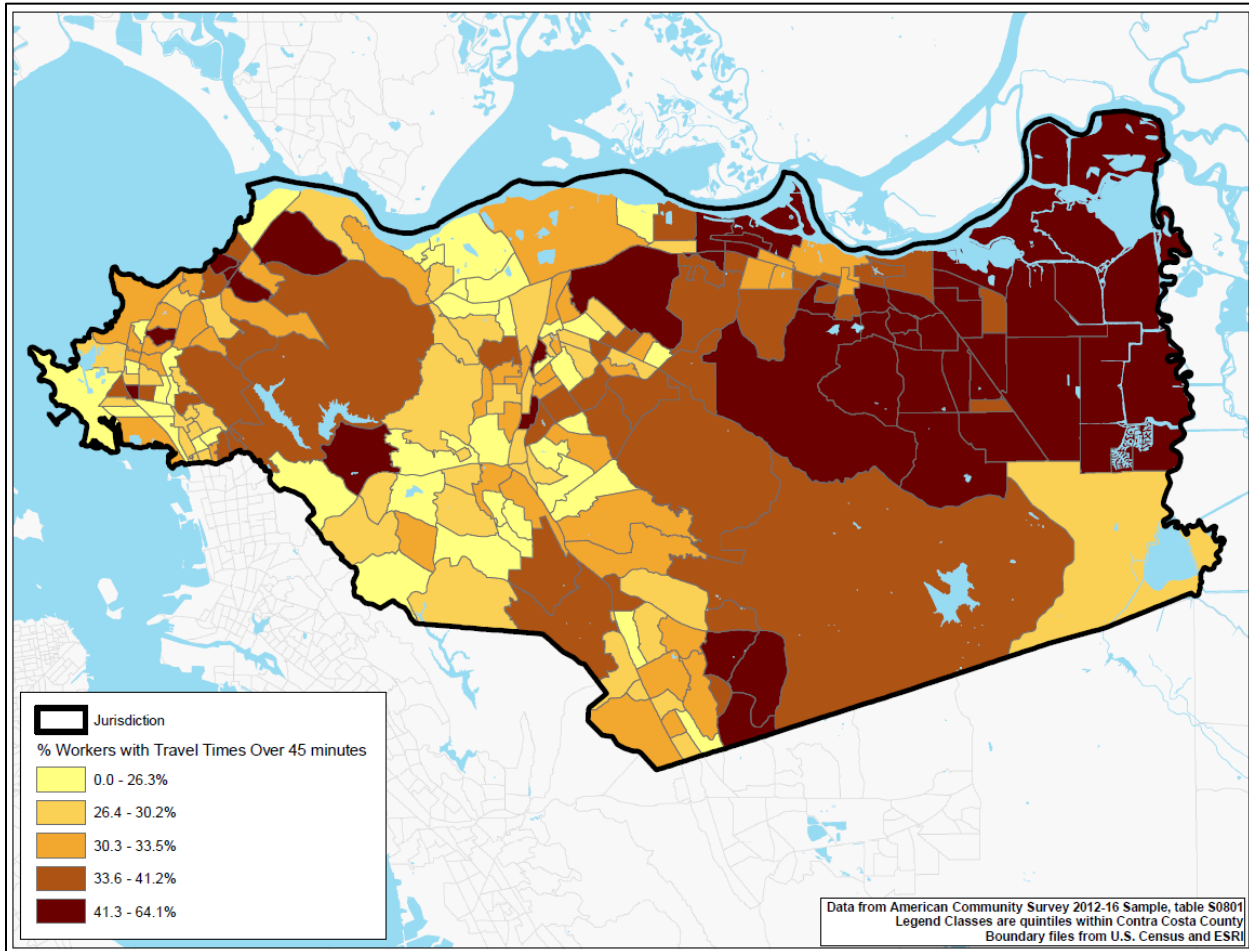 Jurisdiction
% Workers with Travel Times Over 45 minutes
0.0 - 26.3%
26.4 - 30.2%
30.3 - 33.5%
33.6 - 41.2%
41.3 - 64.1%
Data from American Community Survey 2012-16 Sample, table S0801
Legend Classes are quintiles within Contra Costa County
Boundary files from U.S. Census and ESRI